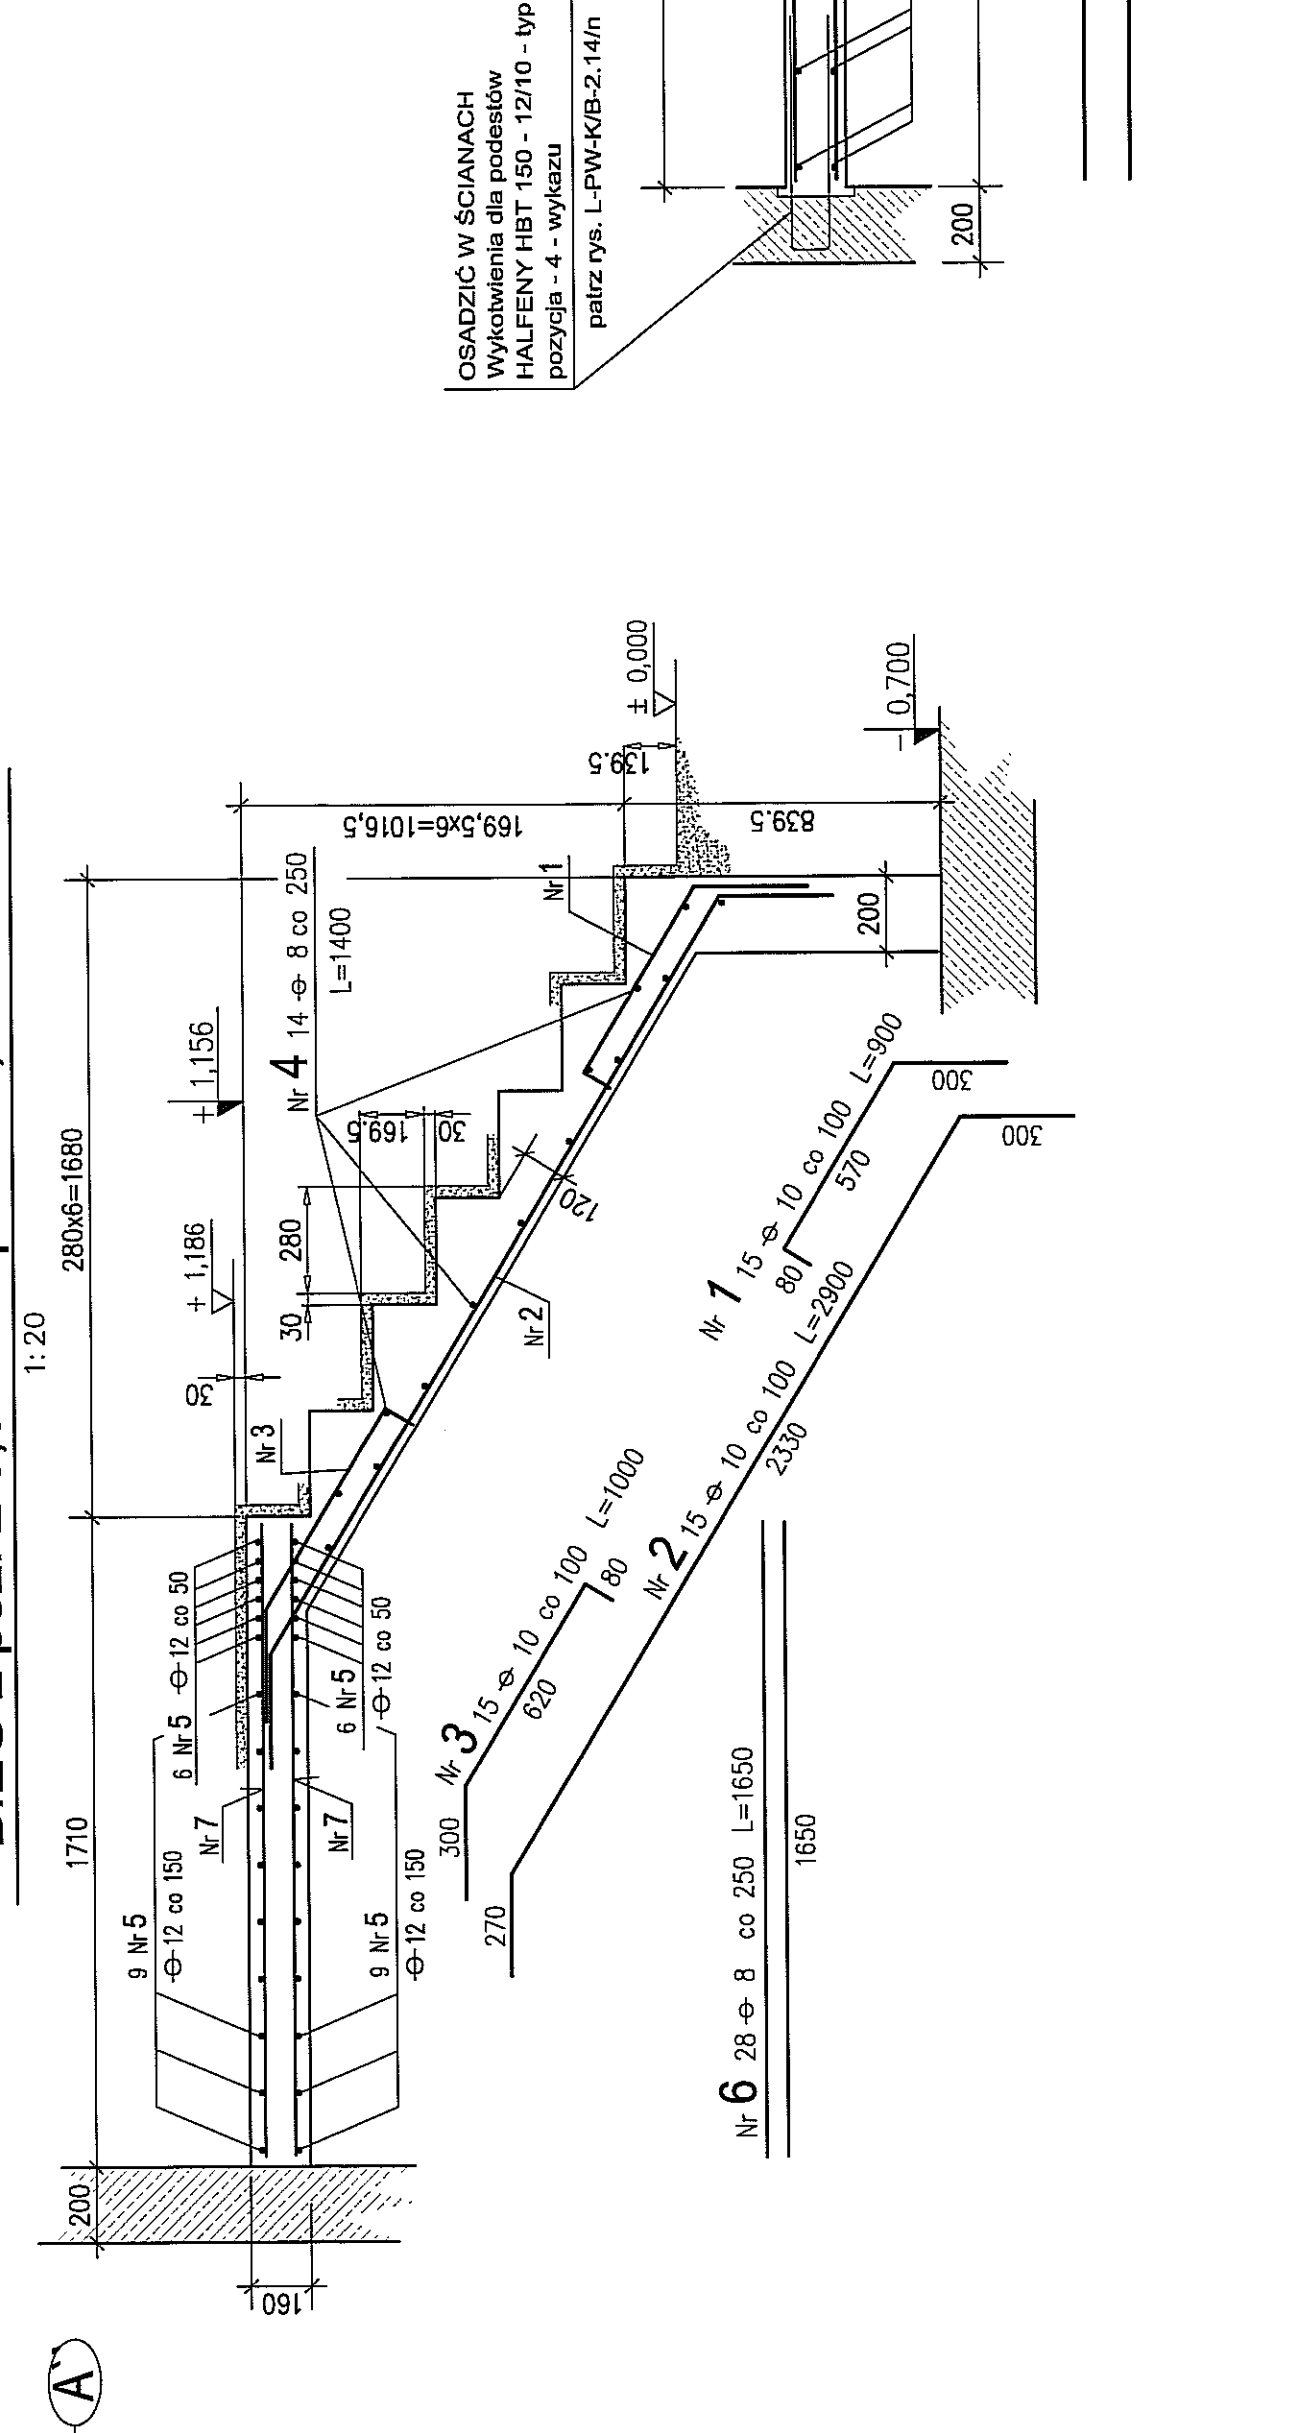 1:20
280x6=1680
1710
200
160
A
+ 1,186
+ 1,156
30
Nr 4 14 ϕ 8 co 250
L=1400
169,5x6=1016,5
139.5
± 0,000
839.5
- 0,700
200
Nr 1
280
30
169.5
30
120
Nr 2
Nr 3
6 Nr 5 ϕ 12 co 50
6 Nr 5
ϕ 12 co 50
9 Nr 5
ϕ 12 co 150
Nr 7
Nr 7
9 Nr 5
ϕ 12 co 150
Nr 3 15 ϕ 10 co 100 L=1000
300
620
80
Nr 2 15 ϕ 10 co 100 L=2900
270
2330
300
Nr 1 15 ϕ 10 co 100 L=900
80
570
300
Nr 6 28 ϕ 8 co 250 L=1650
1650
OSADZIĆ W ŚCIANACH
Wykotwienia dla podestów
HALFENY HBT 150 - 12/10 - typ
pozycja - 4 - wykazu
patrz rys. L-PW-K/B-2.14/n
200